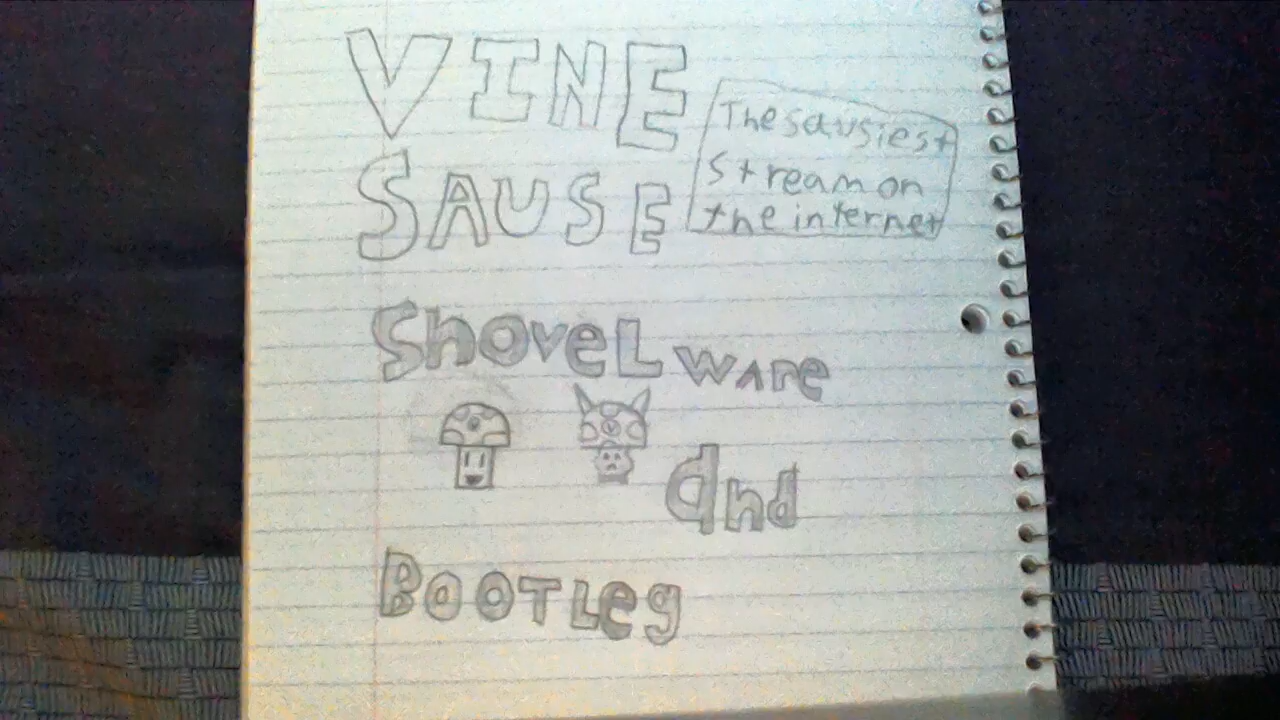 VINE
SAUSE
The sausiest
stream on
the internet
ShoveLware
and
BOOTLeg